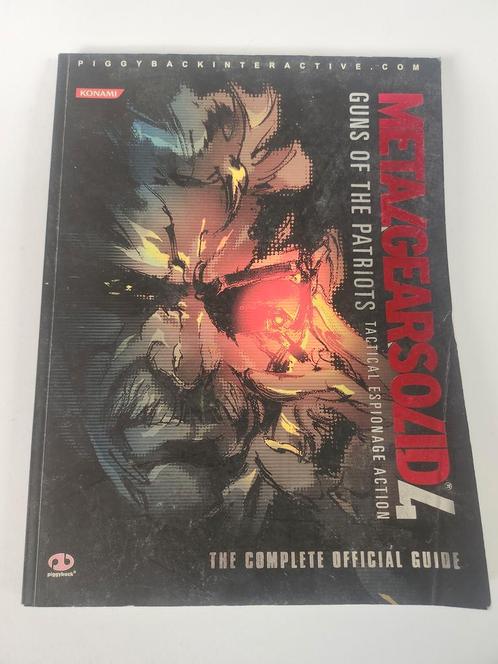 PIGGYBACKINTERACTIVE.COM
KONAMI
METAL GEAR SOLID 4
GUNS OF THE PATRIOTS
TACTICAL ESPIONAGE ACTION
THE COMPLETE OFFICIAL GUIDE
piggyback